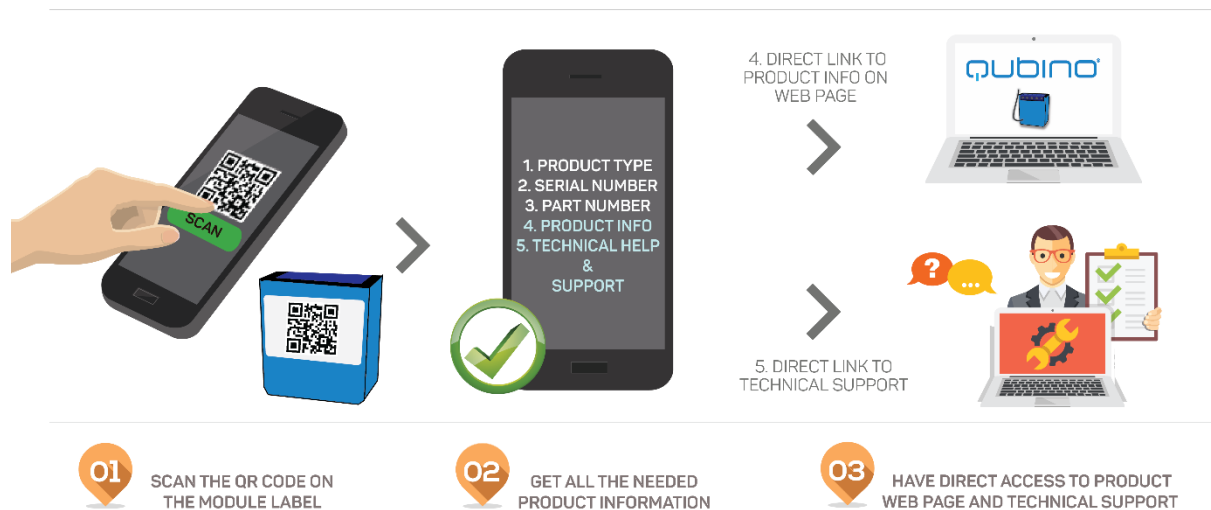 SCAN
1. PRODUCT TYPE
2. SERIAL NUMBER
3. PART NUMBER
4. PRODUCT INFO
5. TECHNICAL HELP
&
SUPPORT
4. DIRECT LINK TO
PRODUCT INFO ON
WEB PAGE
QUBINO®
?
...
5. DIRECT LINK TO
TECHNICAL SUPPORT
01
SCAN THE QR CODE ON
THE MODULE LABEL
02
GET ALL THE NEEDED
PRODUCT INFORMATION
03
HAVE DIRECT ACCESS TO PRODUCT
WEB PAGE AND TECHNICAL SUPPORT